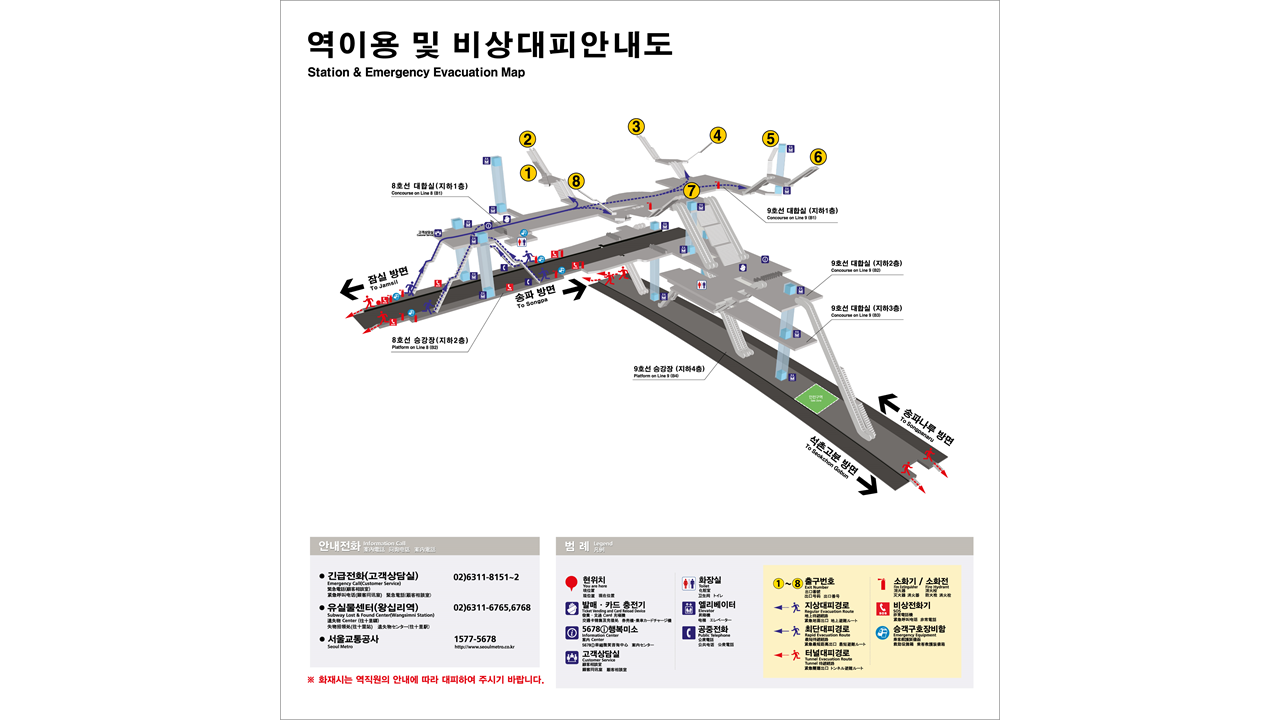 역이용 및 비상대피안내도
Station & Emergency Evacuation Map
2
1
8
3
4
5
6
7
8호선 대합실 (지하1층)
Concourse on Line 8 (B1)
9호선 대합실 (지하1층)
Concourse on Line 9 (B1)
고객상담실
9호선 대합실 (지하2층)
Concourse on Line 9 (B2)
잠실 방면
To Jamsil
송파 방면
To Songpa
9호선 대합실 (지하3층)
Concourse on Line 9 (B3)
8호선 승강장 (지하2층)
Platform on Line 8 (B2)
9호선 승강장 (지하4층)
Platform on Line 9 (B4)
송파나루 방면
To Songpanaru
석촌고분 방면
To Seokchon Gobun
안내전화 Information Call
긴급전화(고객상담실) 02)6311-8151~2
Emergency Call(Customer Service)
유실물센터(왕십리역) 02)6311-6765,6768
Subway Lost & Found Center(Wangsimni Station)
서울교통공사 1577-5678
Seoul Metro http://www.seoulmetro.co.kr
※ 화재시는 역직원의 안내에 따라 대피하여 주시기 바랍니다.
범 례 Legend
凡例
현위치
You are here
발매 · 카드 충전기
Ticket Vending and Card Reload Device
5678ⓘ행복미소
Information Center
고객상담실
Customer Service
화장실
Toilet
엘리베이터
Elevator
공중전화
Public Telephone
1~8 출구번호
Exit Number
지상대피경로
Regular Evacuation Route
최단대피경로
Rapid Evacuation Route
터널대피경로
Tunnel Evacuation Route
소화기 / 소화전
Fire Extinguisher Fire Hydrant
비상전화기
SOS
승객구호장비함
Emergency Equipment